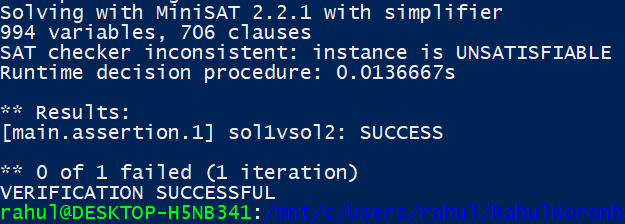 Solving with MiniSAT 2.2.1 with simplifier
994 variables, 706 clauses
SAT checker inconsistent: instance is UNSATISFIABLE
Runtime decision procedure: 0.0136667s
** Results:
[main.assertion.1] sol1vsol2: SUCCESS
** 0 of 1 failed (1 iteration)
VERIFICATION SUCCESSFUL
rahul@DESKTOP-H5NB341:/mnt/c/Users/rahul/RahulNoronh